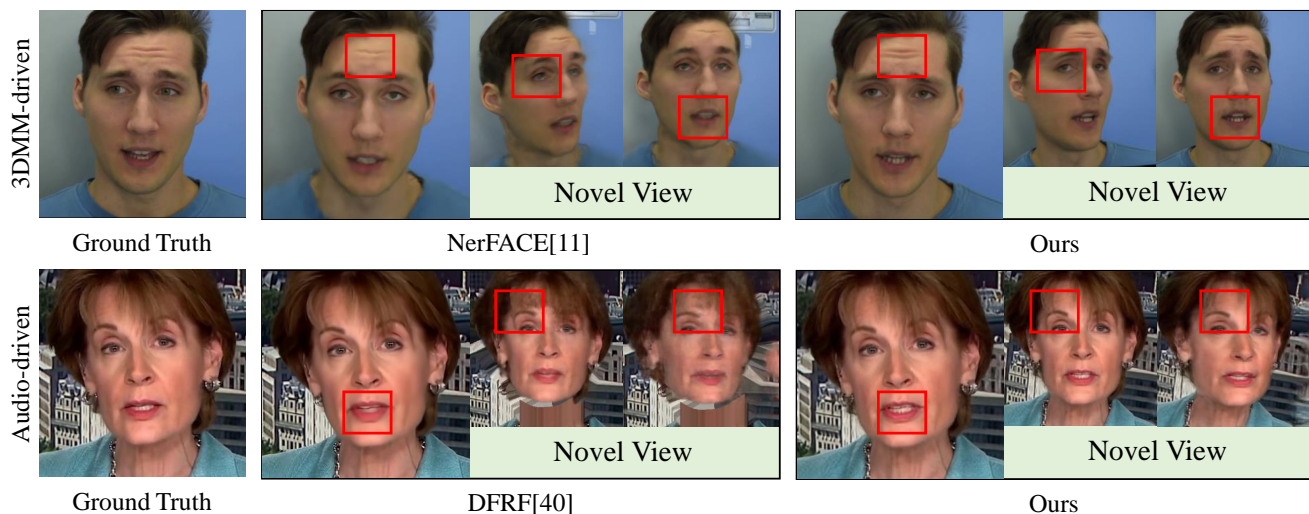 3DMM-driven
Novel View
Novel View
Ground Truth
NerFACE[11]
Ours
Audio-driven
Novel View
Novel View
Ground Truth
DFRF[40]
Ours